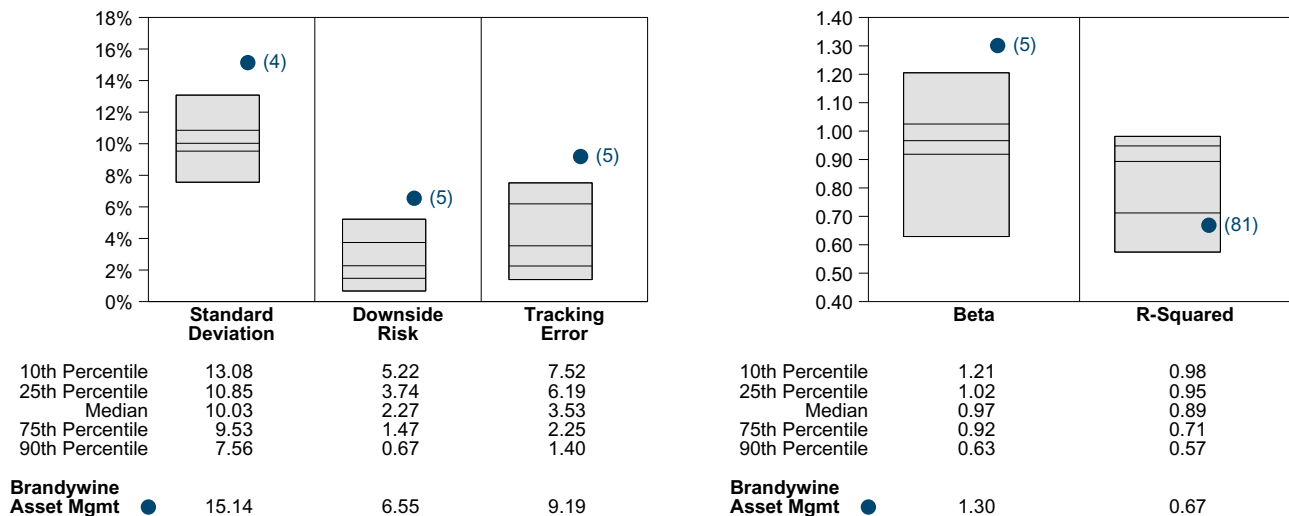 18%
16%
14%
12%
10%
8%
6%
4%
2%
0%
(4)
(5)
(5)
Standard Deviation
Downside Risk
Tracking Error
10th Percentile 13.08 5.22 7.52
25th Percentile 10.85 3.74 6.19
Median 10.03 2.27 3.53
75th Percentile 9.53 1.47 2.25
90th Percentile 7.56 0.67 1.40
Brandywine
Asset Mgmt 15.14 6.55 9.19
1.40
1.30
1.20
1.10
1.00
0.90
0.80
0.70
0.60
0.50
0.40
(5)
(81)
Beta
R-Squared
10th Percentile 1.21 0.98
25th Percentile 1.02 0.95
Median 0.97 0.89
75th Percentile 0.92 0.71
90th Percentile 0.63 0.57
Brandywine
Asset Mgmt 1.30 0.67